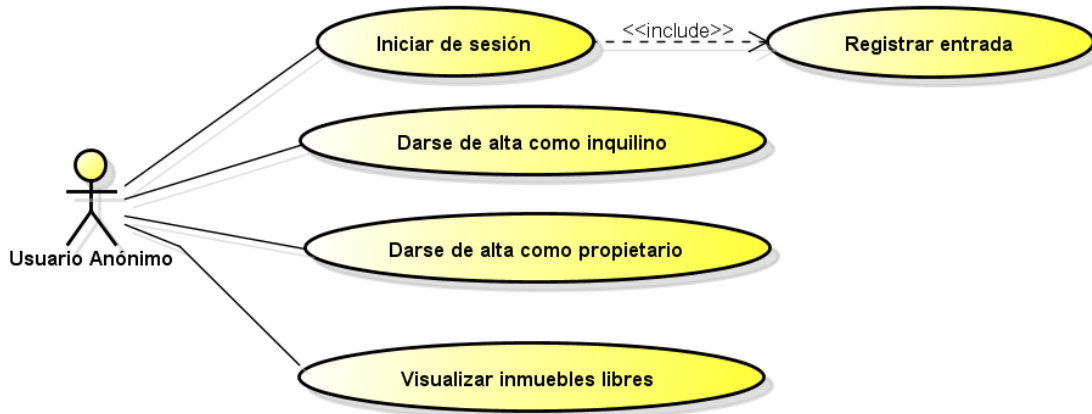 Iniciar de sesión
<<include>>
Registrar entrada
Darse de alta como inquilino
Usuario Anónimo
Darse de alta como propietario
Visualizar inmuebles libres